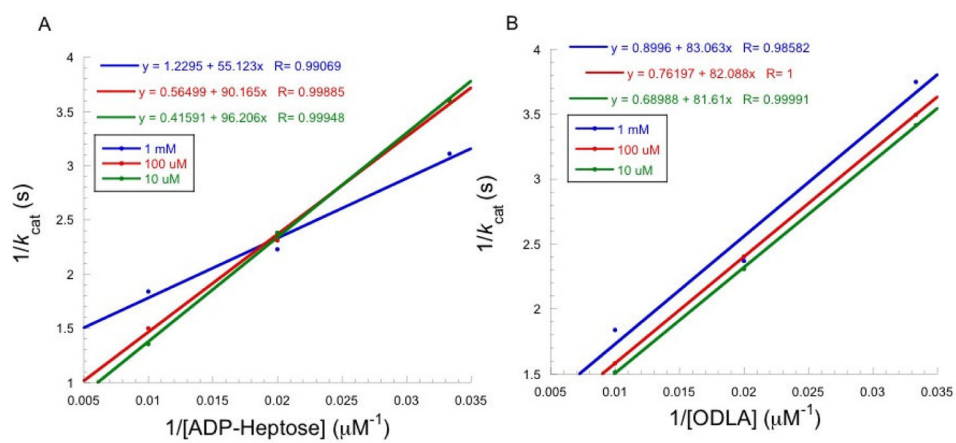 A
y = 1.2295 + 55.123x R= 0.99069
y = 0.56499 + 90.165x R= 0.99885
y = 0.41591 + 96.206x R= 0.99948
1 mM
100 uM
10 uM
4
3.5
3
2.5
2
1.5
1
0.005 0.01 0.015 0.02 0.025 0.03 0.035
1/kcat (s)
1/[ADP-Heptose] (μM-1)
B
y = 0.8996 + 83.063x R= 0.98582
y = 0.76197 + 82.088x R= 1
y = 0.68988 + 81.61x R= 0.99991
1 mM
100 uM
10 uM
4
3.5
3
2.5
2
1.5
0.005 0.01 0.015 0.02 0.025 0.03 0.035
1/kcat (s)
1/[ODLA] (μM-1)